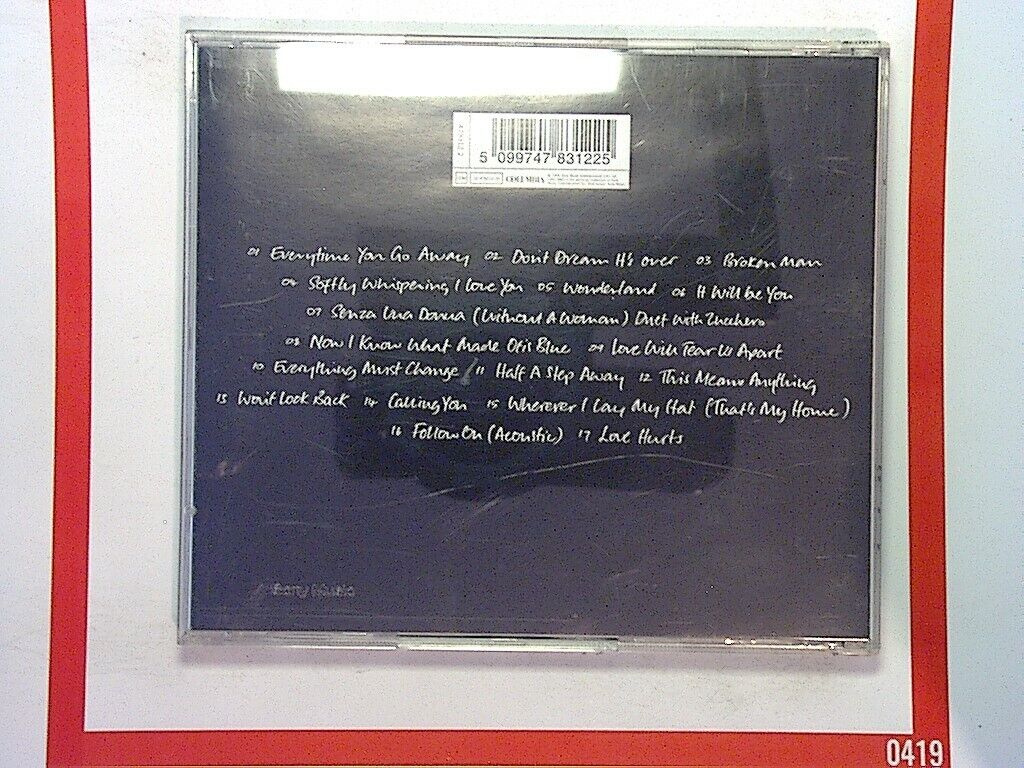 5 099747 831225
COLUMBIA
01 Everytime You Go Away 02 Don't Dream It's Over 03 Broken Man
04 Softly Whispering I Love You 05 Wonderland 06 It Will be You
07 Senza Una Donna (Without A Woman) Duet with Zucchero
08 Now I Know What Made Otis Blue 09 Love Will Tear Us Apart
10 Everything Must Change 11 Half A Step Away 12 This Means Anything
13 Won't Look Back 14 Calling You 15 Wherever I Lay My Hat (That's My Home)
16 Follow On (Acoustic) 17 Love Hurts
Sony Music
0419